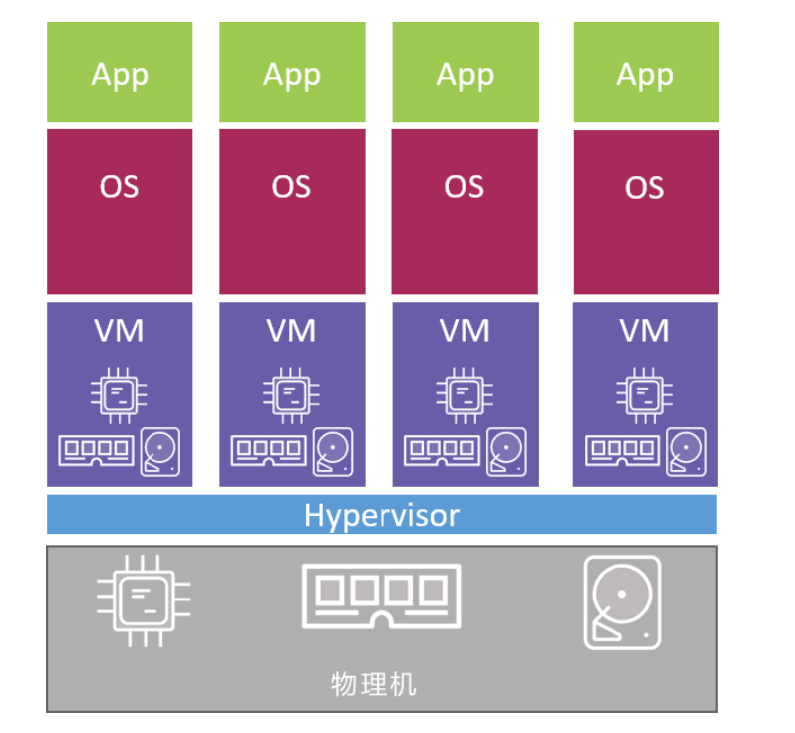 App App App App
OS OS OS OS
VM VM VM VM
Hypervisor
物理机